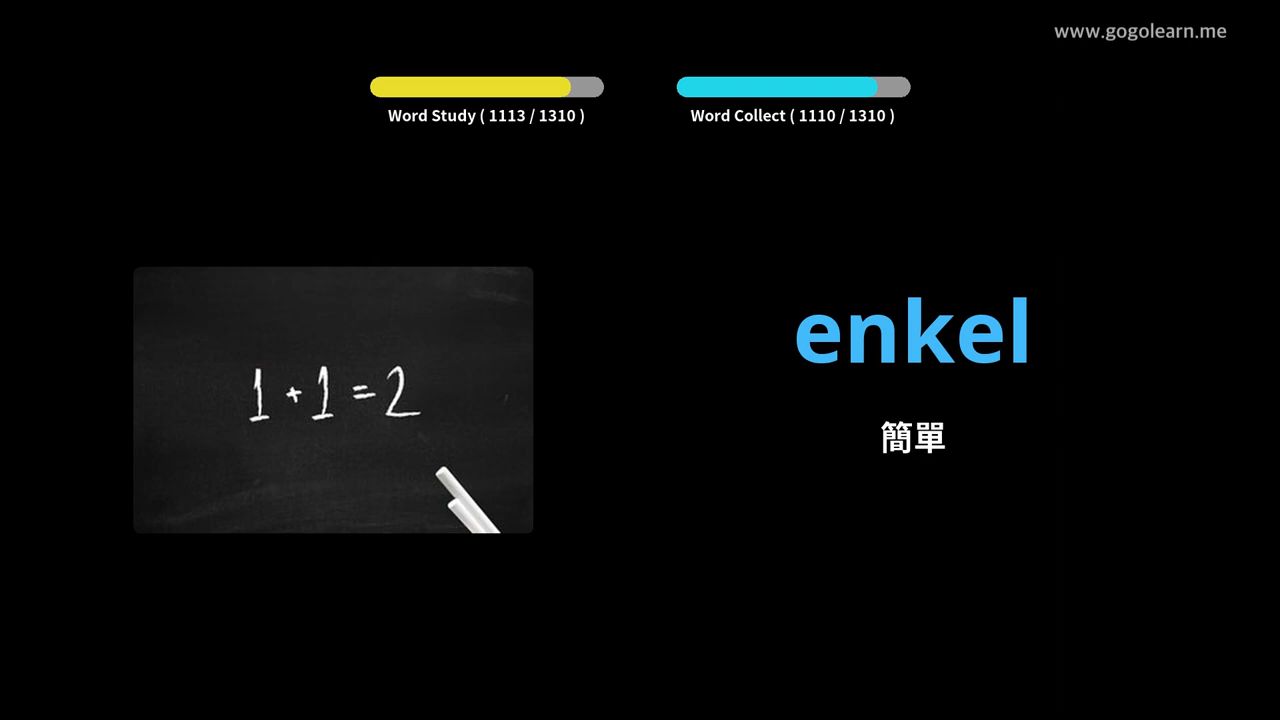 www.gogolearn.me
Word Study ( 1113 / 1310 )
Word Collect ( 1110 / 1310 )
1 + 1 = 2
enkel
簡單